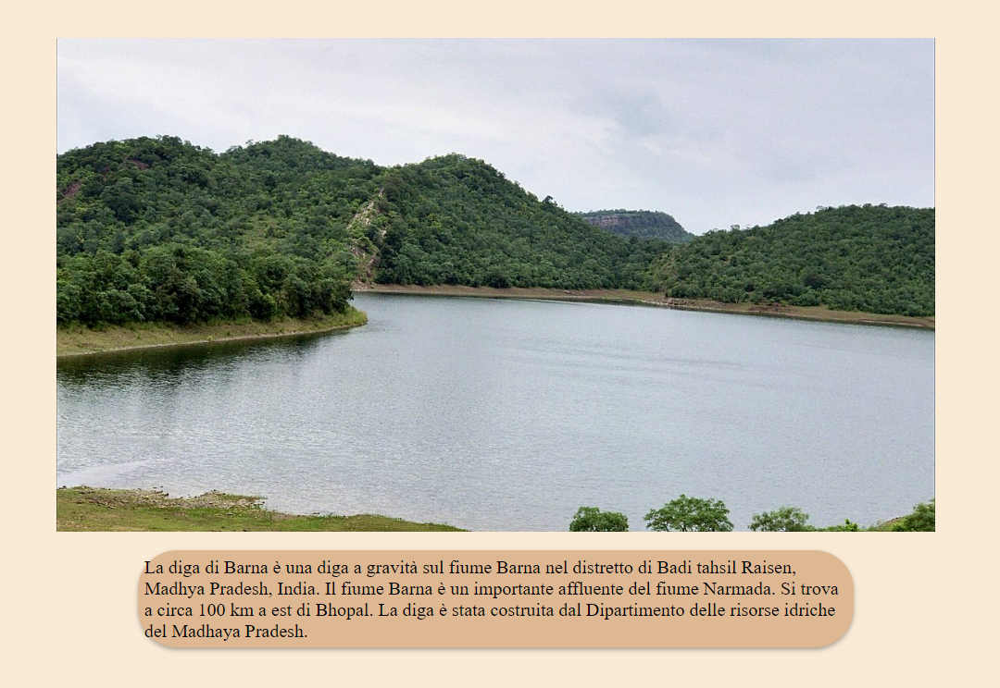 La diga di Barna è una diga a gravità sul fiume Barna nel distretto di Badi tahsil Raisen,
Madhya Pradesh, India. Il fiume Barna è un importante affluente del fiume Narmada. Si trova
a circa 100 km a est di Bhopal. La diga è stata costruita dal Dipartimento delle risorse idriche
del Madhaya Pradesh.